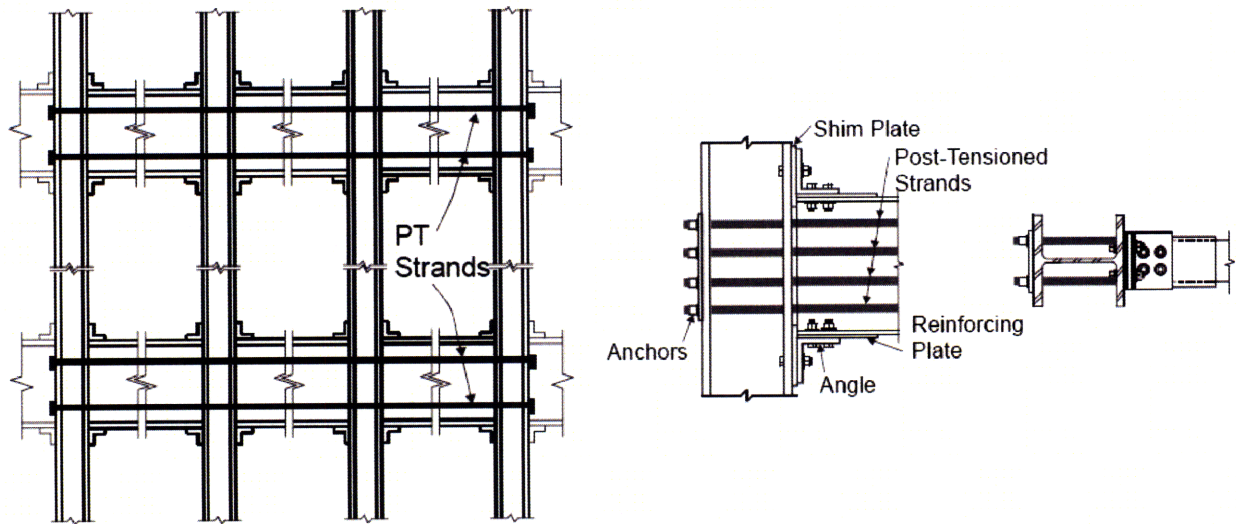 PT
Strands
Shim Plate
Post-Tensioned
Strands
Anchors
Reinforcing
Plate
Angle